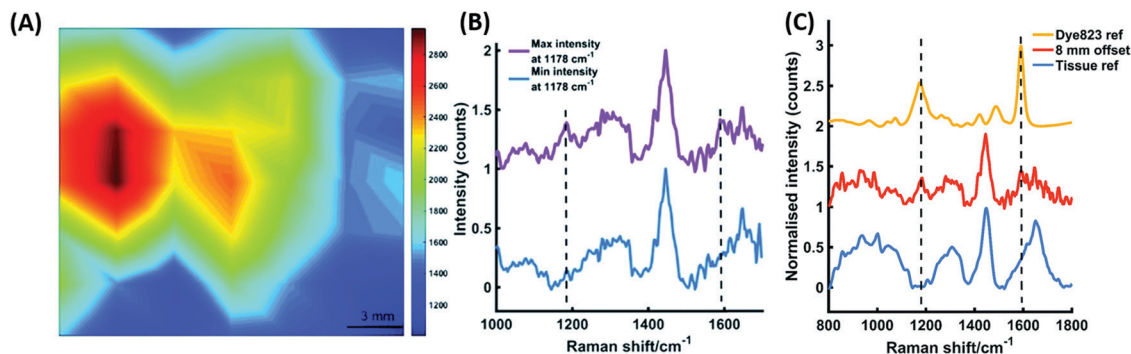 (A)
2800
2600
2400
2200
2000
1800
1600
1400
1200
1000
3 mm
(B)
Intensity (counts)
2
1.5
1
0.5
0
Max intensity
at 1178 cm-1
Min intensity
at 1178 cm-1
1000
1200
1400
1600
Raman shift/cm-1
(C)
Normalised intensity (counts)
3
2.5
2
1.5
1
0.5
0
Dye823 ref
8 mm offset
Tissue ref
800
1000
1200
1400
1600
1800
Raman shift/cm-1